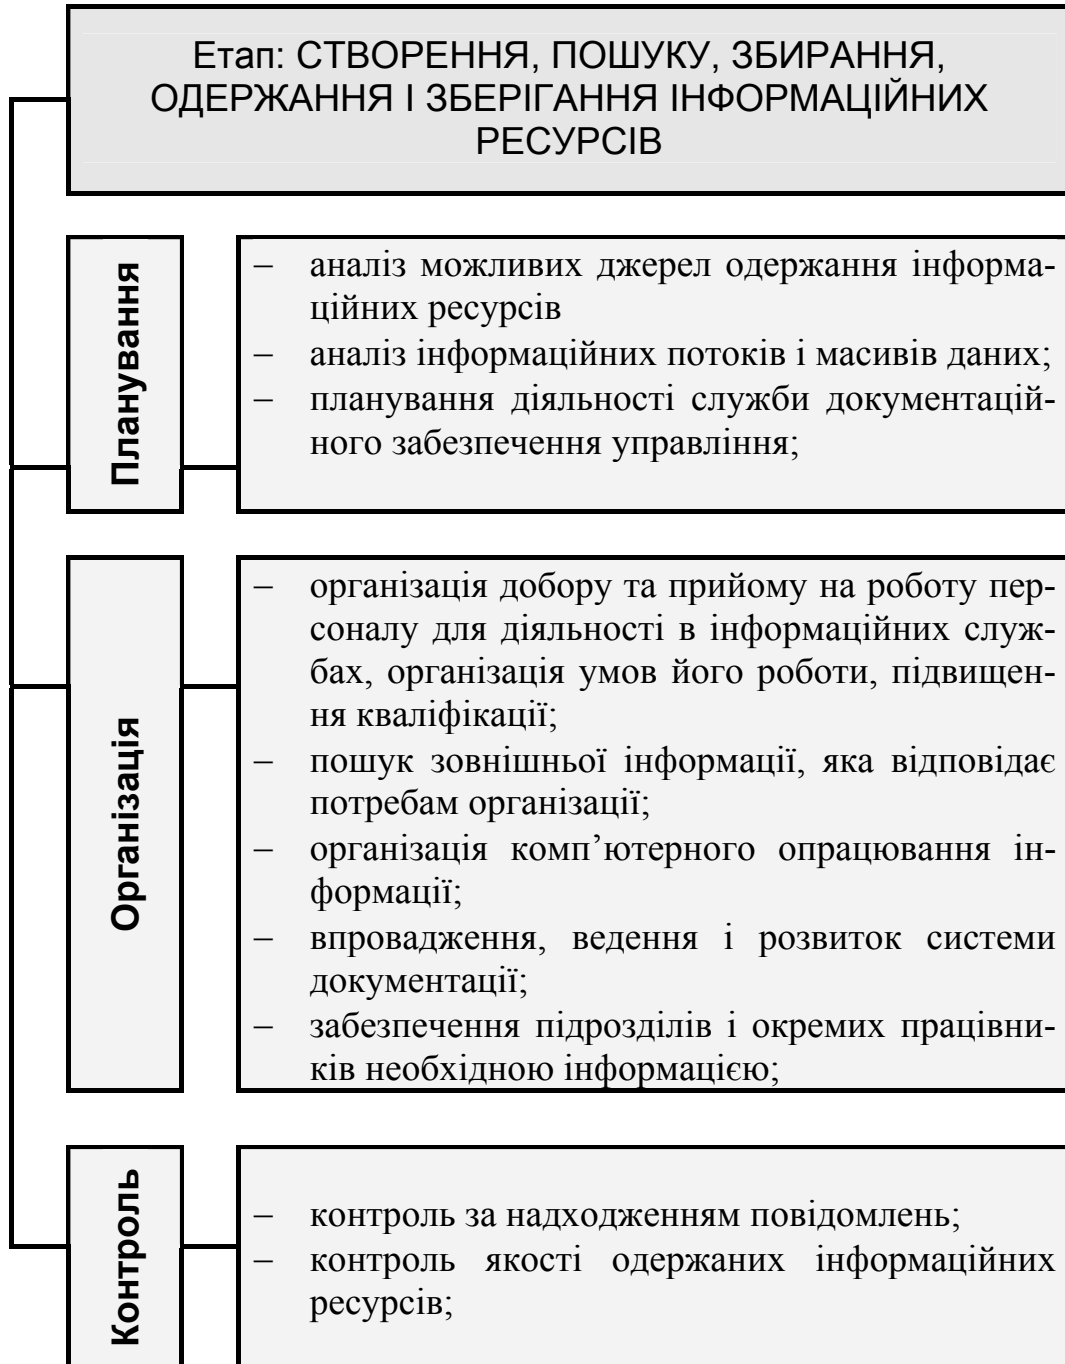 Етап: СТВОРЕННЯ, ПОШУКУ, ЗБИРАННЯ,
ОДЕРЖАННЯ І ЗБЕРІГАННЯ ІНФОРМАЦІЙНИХ
РЕСУРСІВ
Планування
– аналіз можливих джерел одержання інформа-
ційних ресурсів
– аналіз інформаційних потоків і масивів даних;
– планування діяльності служби документацій-
ного забезпечення управління;
Організація
– організація добору та прийому на роботу пер-
соналу для діяльності в інформаційних служ-
бах, організація умов його роботи, підвищен-
ня кваліфікації;
– пошук зовнішньої інформації, яка відповідає
потребам організації;
– організація комп’ютерного опрацювання ін-
формації;
– впровадження, ведення і розвиток системи
документації;
– забезпечення підрозділів і окремих працівни-
ків необхідною інформацією;
Контроль
– контроль за надходженням повідомлень;
– контроль якості одержаних інформаційних
ресурсів;